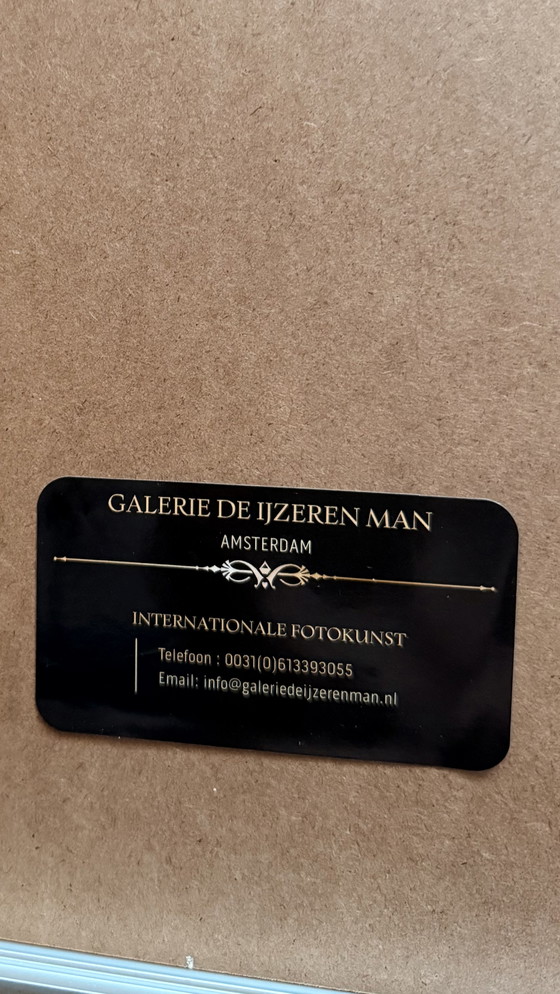 GALERIE DE IJZEREN MAN
AMSTERDAM
INTERNATIONALE FOTOKUNST
Telefoon : 0031(0)613393055
Email: info@galeriedeijzerenman.nl